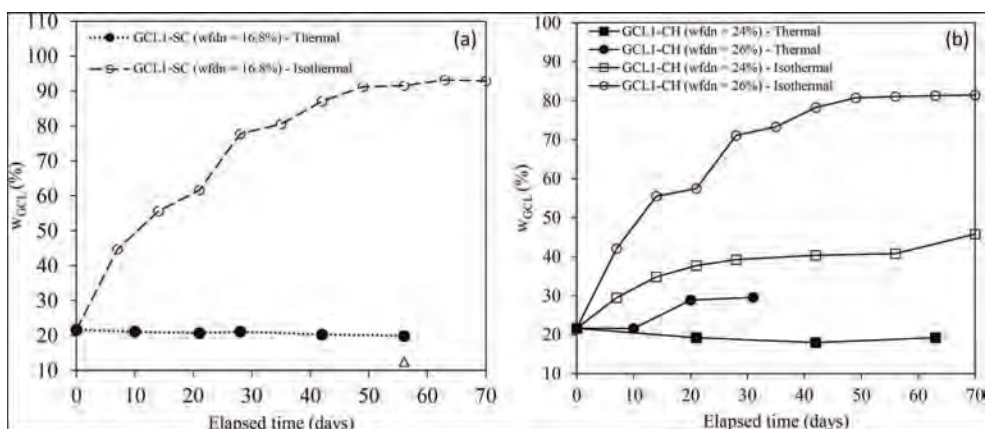 GCL1-SC (wfdn = 16.8%) - Thermal
GCL1-SC (wfdn = 16.8%) - Isothermal
(a)
100
90
80
70
60
50
40
30
20
10
wGCL (%)
0 10 20 30 40 50 60 70
Elapsed time (days)
GCL1-CH (wfdn = 24%) - Thermal
GCL1-CH (wfdn = 26%) - Thermal
GCL1-CH (wfdn = 24%) - Isothermal
GCL1-CH (wfdn = 26%) - Isothermal
(b)
100
90
80
70
60
50
40
30
20
10
wGCL (%)
0 10 20 30 40 50 60 70
Elapsed time (days)